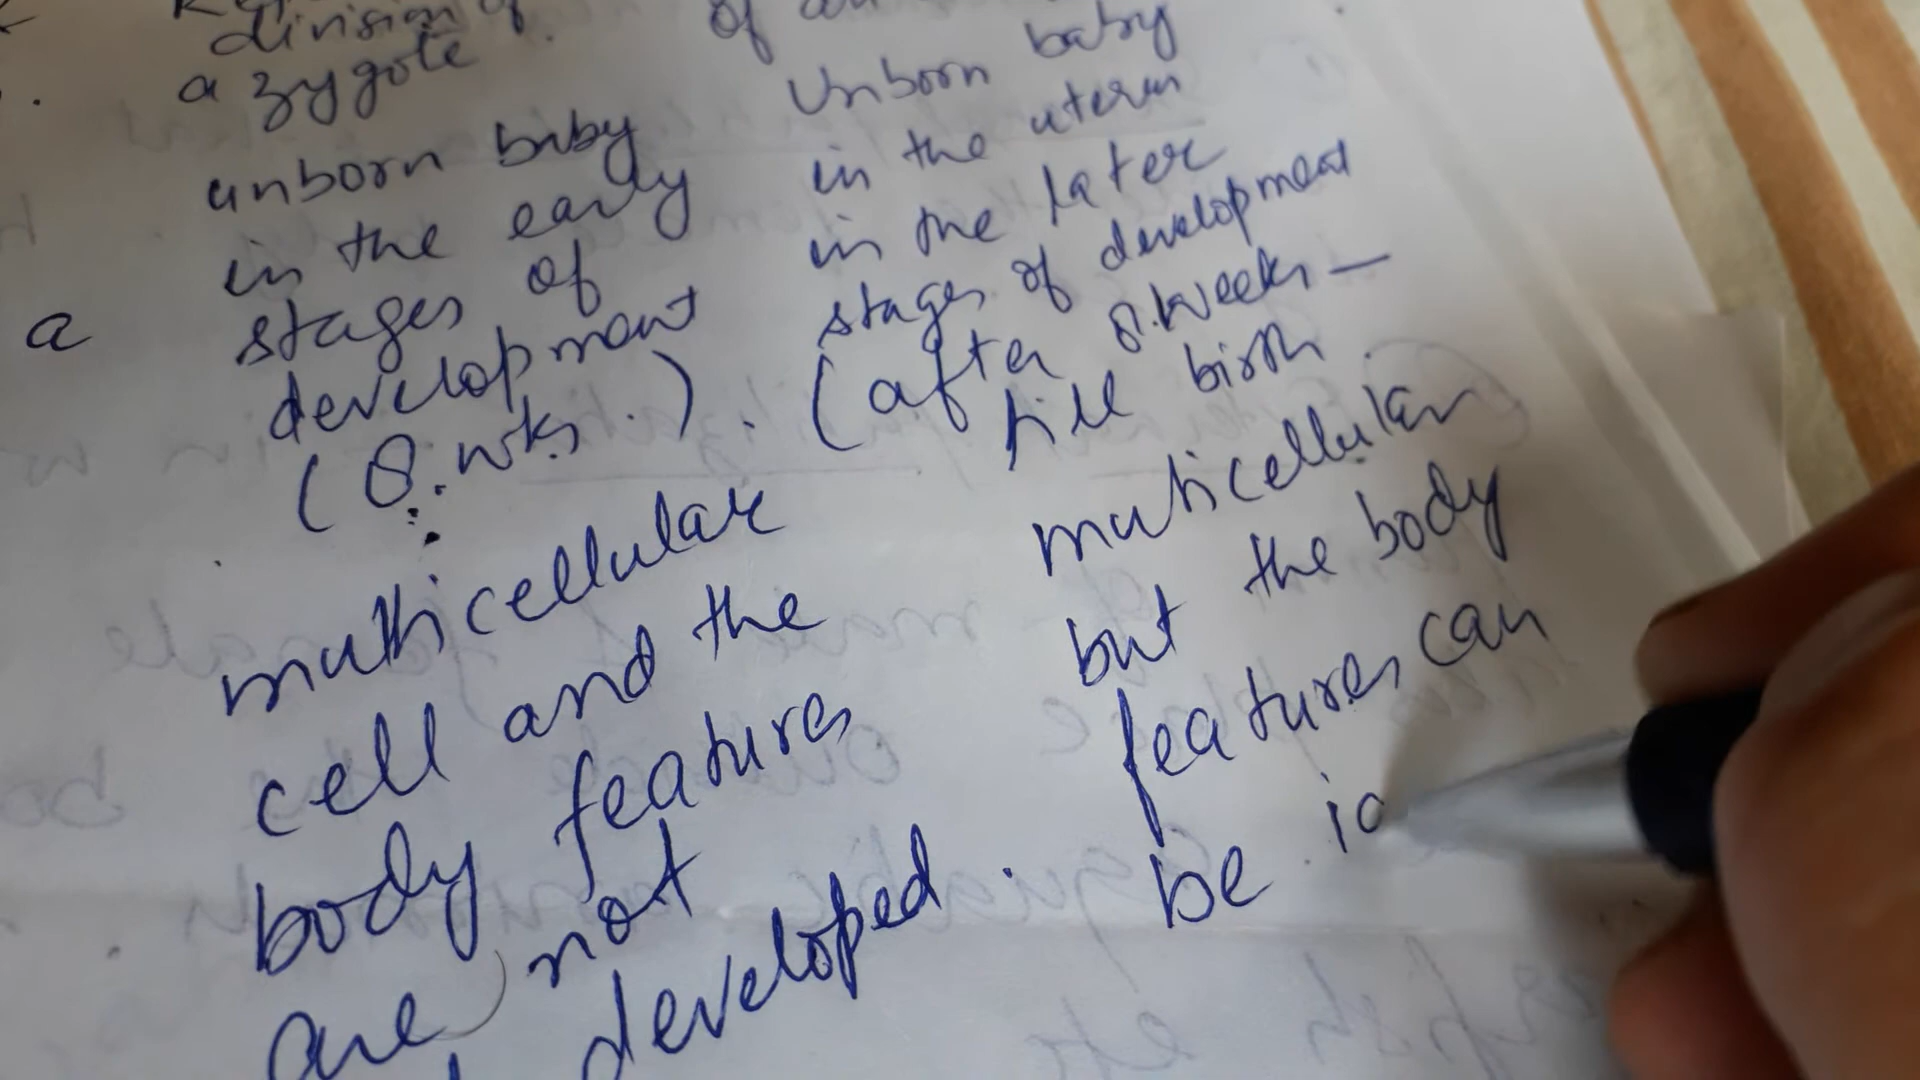 division of
a zygote.
unborn baby
in the early
stages of
development
(8. wks.).
multicellular
cell and the
body features
are not
developed.
of
Unborn baby
in the uterus
in the later
stages of development
(after 8. weeks —
till birth
multicellular
but the body
features can
be
a